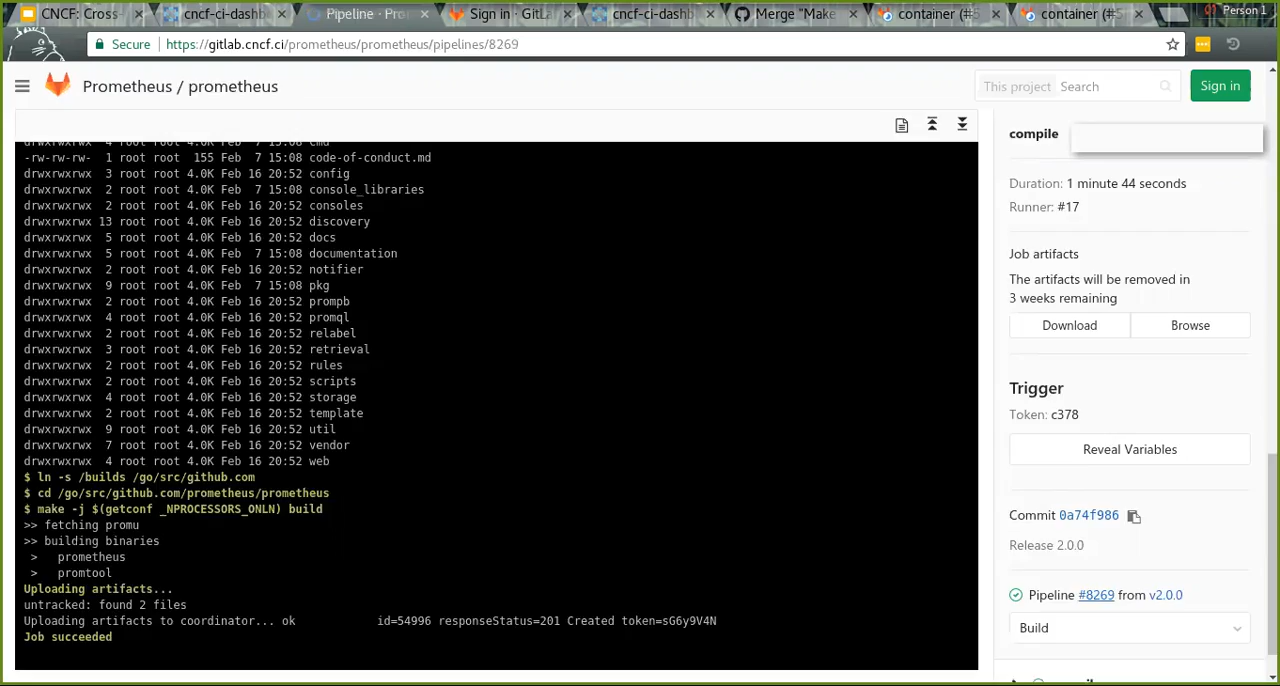 CNCF: Cross-
cncf-ci-dashb
Pipeline · Pro
Sign in · GitLa
cncf-ci-dashb
Merge "Make
container (#5
container (#5
Person 1
Secure
https://gitlab.cncf.ci/prometheus/prometheus/pipelines/8269
Prometheus / prometheus
This project
Search
Sign in
drwxrwxrwx 4 root root 4.0K Feb 7 15:08 cmd
-rw-rw-rw- 1 root root 155 Feb 7 15:08 code-of-conduct.md
drwxrwxrwx 3 root root 4.0K Feb 16 20:52 config
drwxrwxrwx 2 root root 4.0K Feb 7 15:08 console_libraries
drwxrwxrwx 2 root root 4.0K Feb 16 20:52 consoles
drwxrwxrwx 13 root root 4.0K Feb 16 20:52 discovery
drwxrwxrwx 5 root root 4.0K Feb 16 20:52 docs
drwxrwxrwx 5 root root 4.0K Feb 7 15:08 documentation
drwxrwxrwx 2 root root 4.0K Feb 16 20:52 notifier
drwxrwxrwx 9 root root 4.0K Feb 7 15:08 pkg
drwxrwxrwx 2 root root 4.0K Feb 16 20:52 prompb
drwxrwxrwx 4 root root 4.0K Feb 16 20:52 promql
drwxrwxrwx 2 root root 4.0K Feb 16 20:52 relabel
drwxrwxrwx 3 root root 4.0K Feb 16 20:52 retrieval
drwxrwxrwx 2 root root 4.0K Feb 16 20:52 rules
drwxrwxrwx 2 root root 4.0K Feb 16 20:52 scripts
drwxrwxrwx 4 root root 4.0K Feb 16 20:52 storage
drwxrwxrwx 2 root root 4.0K Feb 16 20:52 template
drwxrwxrwx 9 root root 4.0K Feb 16 20:52 util
drwxrwxrwx 7 root root 4.0K Feb 16 20:52 vendor
drwxrwxrwx 4 root root 4.0K Feb 16 20:52 web
$ ln -s /builds /go/src/github.com
$ cd /go/src/github.com/prometheus/prometheus
$ make -j $(getconf _NPROCESSORS_ONLN) build
>> fetching promu
>> building binaries
> prometheus
> promtool
Uploading artifacts...
untracked: found 2 files
Uploading artifacts to coordinator... ok id=54996 responseStatus=201 Created token=sG6y9V4N
Job succeeded
compile
Duration: 1 minute 44 seconds
Runner: #17
Job artifacts
The artifacts will be removed in
3 weeks remaining
Download
Browse
Trigger
Token: c378
Reveal Variables
Commit 0a74f986
Release 2.0.0
Pipeline #8269 from v2.0.0
Build